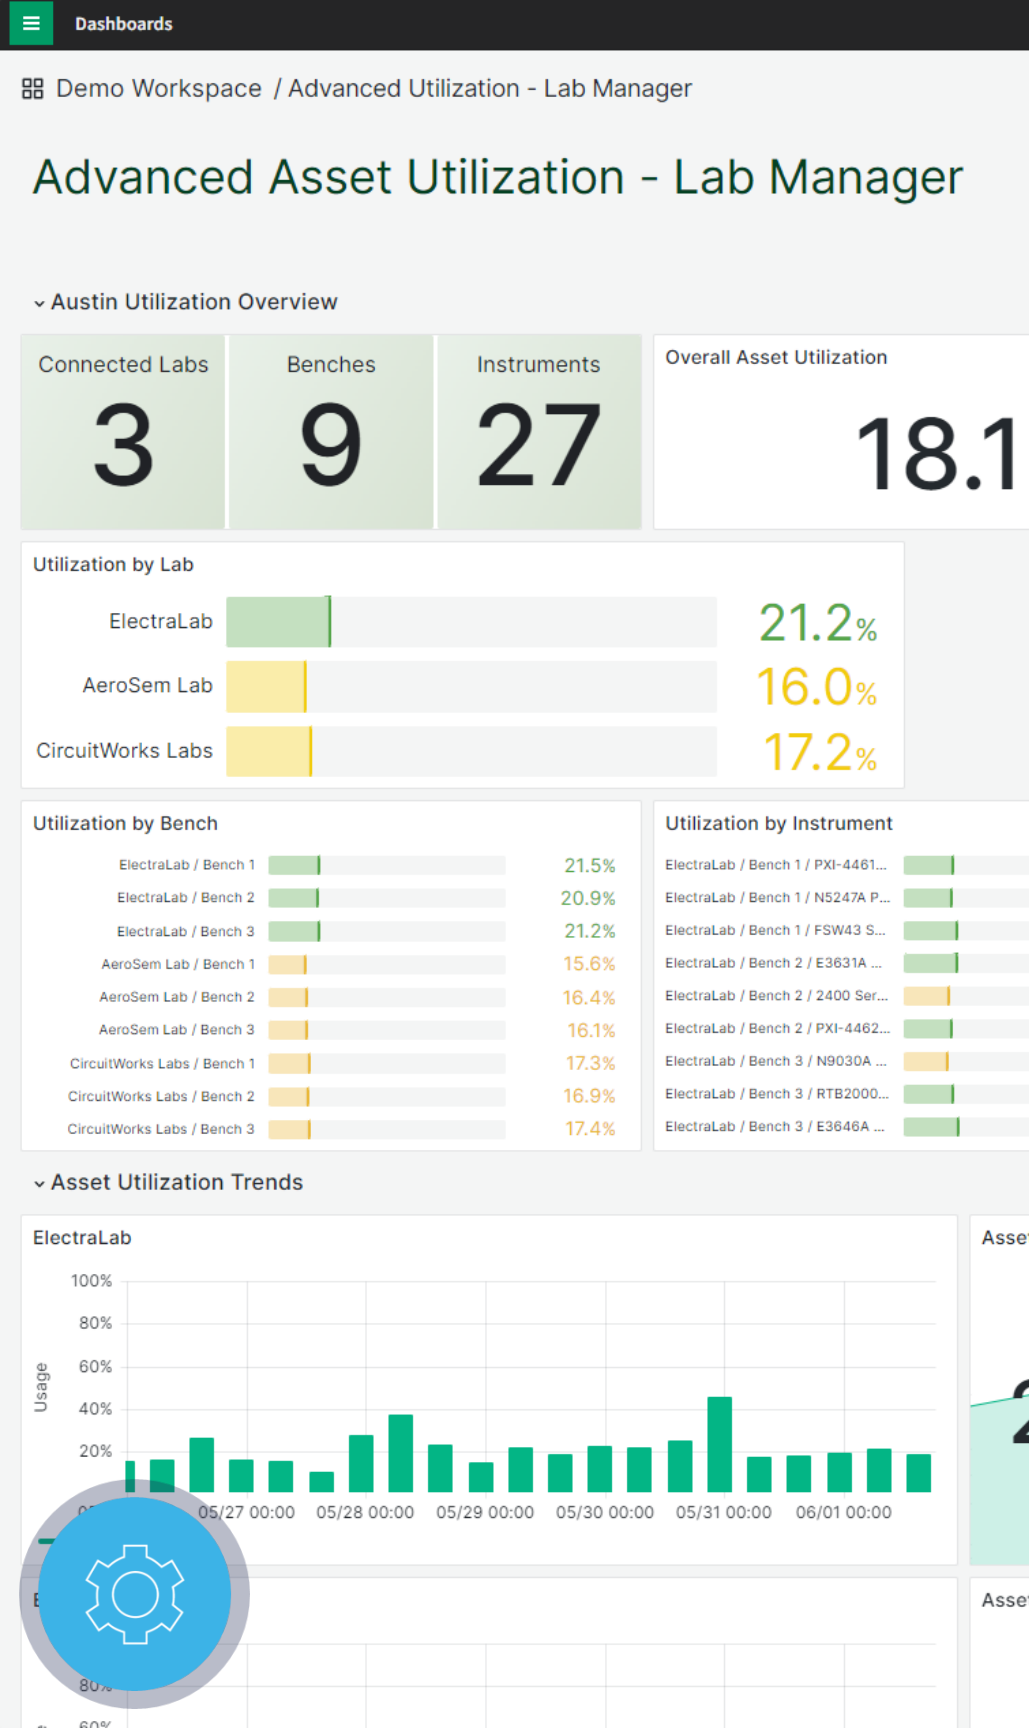 Dashboards
Demo Workspace / Advanced Utilization - Lab Manager
Advanced Asset Utilization - Lab Manager
Austin Utilization Overview
Connected Labs
3
Benches
9
Instruments
27
Overall Asset Utilization
18.1
Utilization by Lab
ElectraLab 21.2%
AeroSem Lab 16.0%
CircuitWorks Labs 17.2%
Utilization by Bench
ElectraLab / Bench 1 21.5%
ElectraLab / Bench 2 20.9%
ElectraLab / Bench 3 21.2%
AeroSem Lab / Bench 1 15.6%
AeroSem Lab / Bench 2 16.4%
AeroSem Lab / Bench 3 16.1%
CircuitWorks Labs / Bench 1 17.3%
CircuitWorks Labs / Bench 2 16.9%
CircuitWorks Labs / Bench 3 17.4%
Utilization by Instrument
ElectraLab / Bench 1 / PXI-4461...
ElectraLab / Bench 1 / N5247A P...
ElectraLab / Bench 1 / FSW43 S...
ElectraLab / Bench 2 / E3631A ...
ElectraLab / Bench 2 / 2400 Ser...
ElectraLab / Bench 2 / PXI-4462...
ElectraLab / Bench 3 / N9030A ...
ElectraLab / Bench 3 / RTB2000...
ElectraLab / Bench 3 / E3646A ...
Asset Utilization Trends
ElectraLab
100%
80%
60%
40%
20%
Usage
05/27 00:00 05/28 00:00 05/29 00:00 05/30 00:00 05/31 00:00 06/01 00:00
Asse
Asse
80%
60%